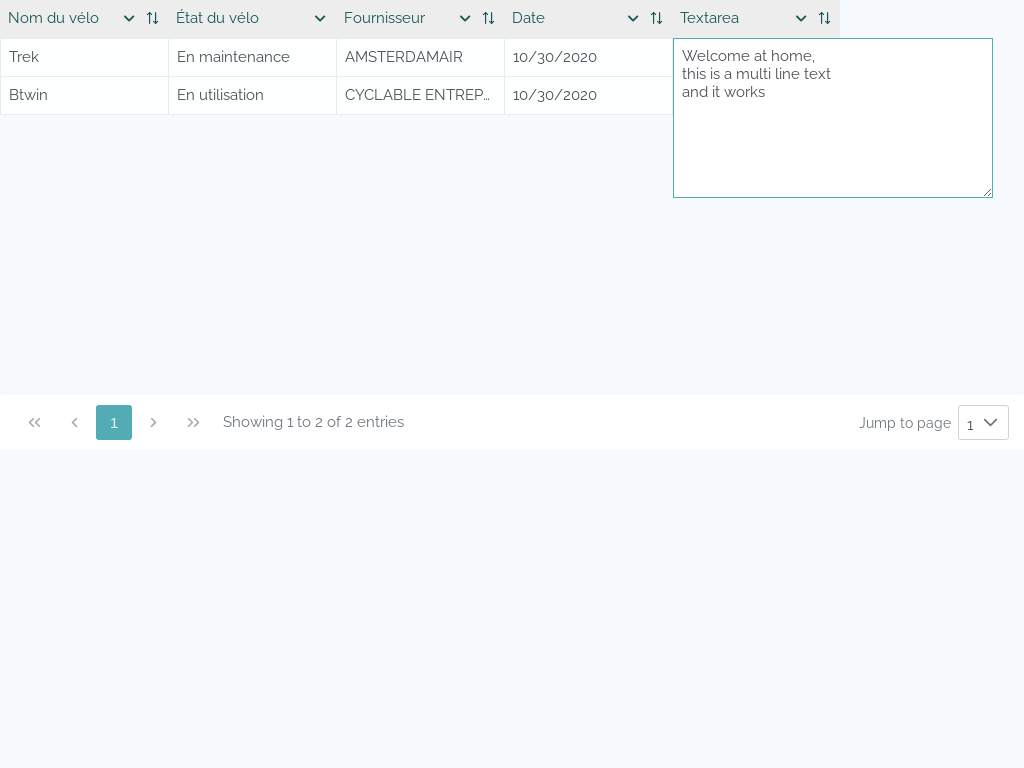 Nom du vélo État du vélo Fournisseur Date Textarea
Trek En maintenance AMSTERDAMAIR 10/30/2020
Welcome at home,
this is a multi line text
and it works
Btwin En utilisation CYCLABLE ENTREP... 10/30/2020
1 Showing 1 to 2 of 2 entries Jump to page 1